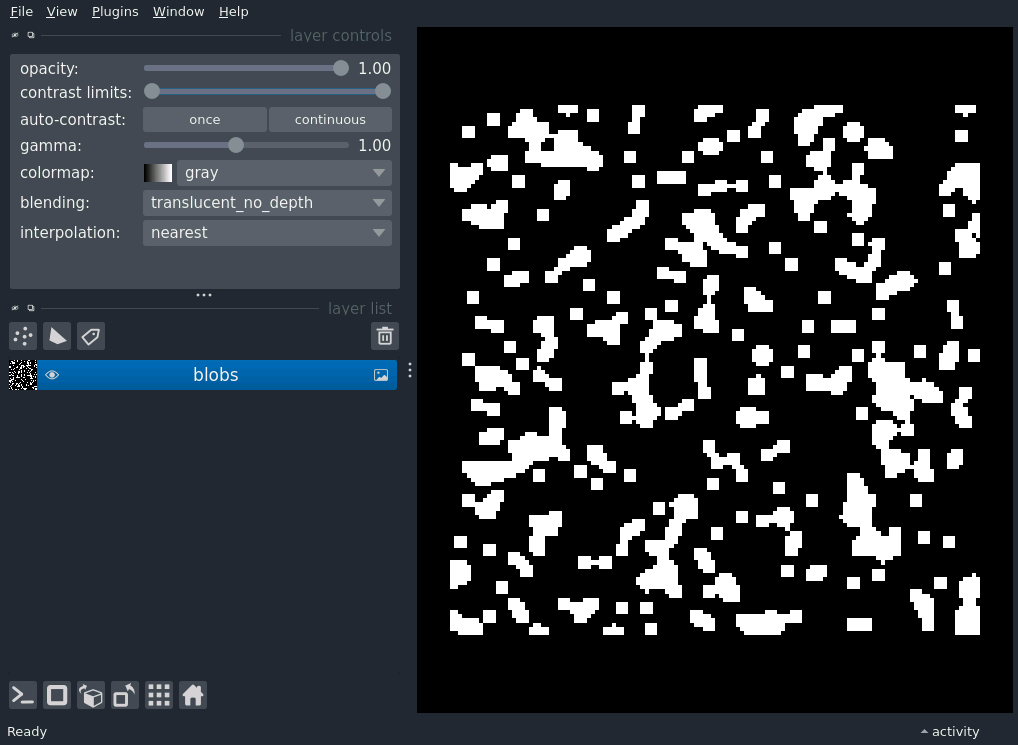 File View Plugins Window Help
layer controls
opacity: 1.00
contrast limits:
auto-contrast: once continuous
gamma: 1.00
colormap: gray
blending: translucent_no_depth
interpolation: nearest
layer list
blobs
Ready
activity